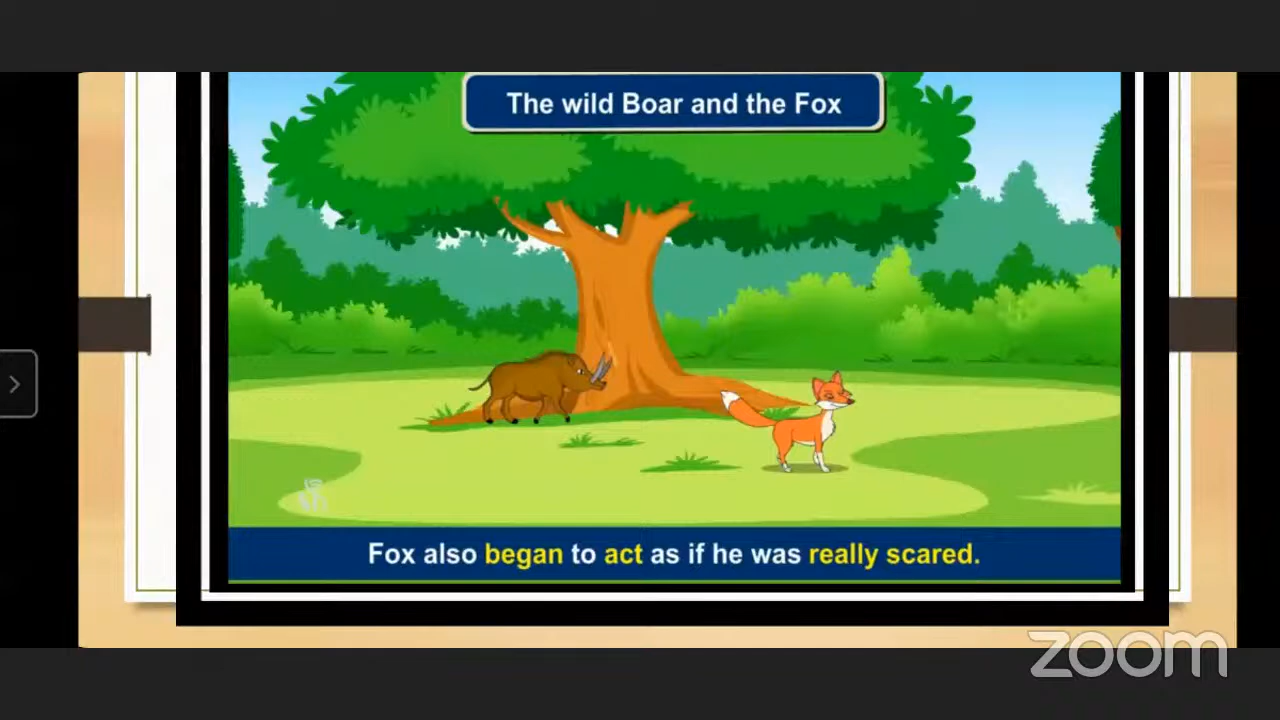 The wild Boar and the Fox
Fox also began to act as if he was really scared.
zoom